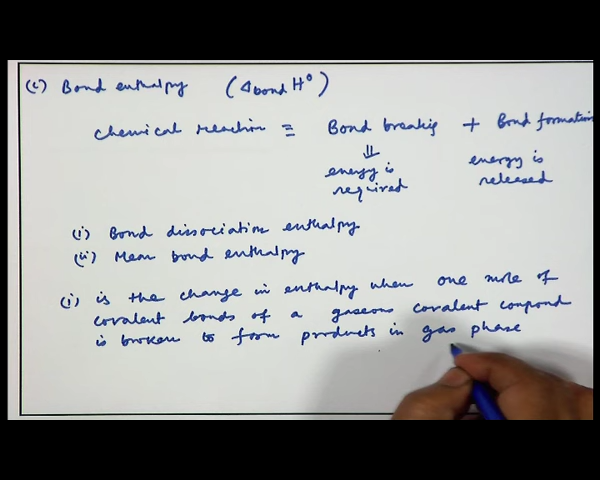 (c) Bond enthalpy (Δbond H°)
chemical reaction ≡ Bond breaking + Bond formation
⇓
energy is required
energy is released
(i) Bond dissociation enthalpy
(ii) Mean bond enthalpy
(i) is the change in enthalpy when one mole of
covalent bonds of a gaseous covalent compound
is broken to form products in gas phase